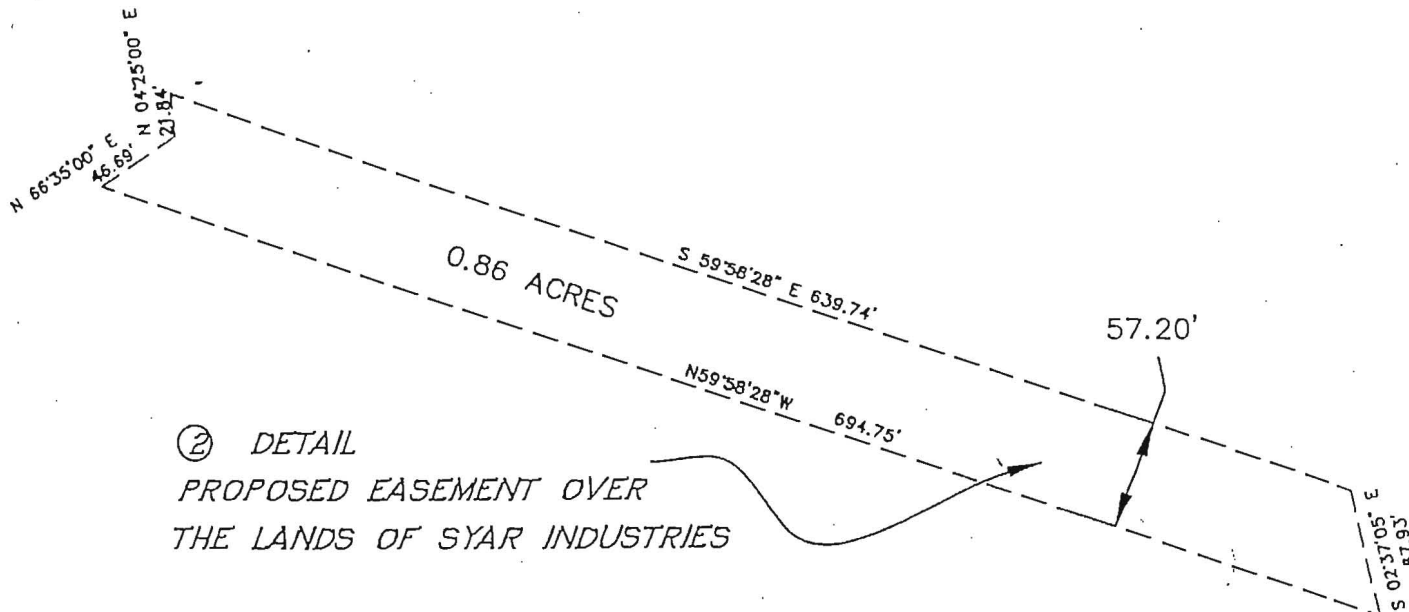 N 04°25'00" E
21.84'
N 66°35'00" E
46.69'
0.86 ACRES
S 59°58'28" E 639.74'
57.20'
N59°58'28"W 694.75'
② DETAIL
PROPOSED EASEMENT OVER
THE LANDS OF SYAR INDUSTRIES
S 02°37'05" E
87.93'